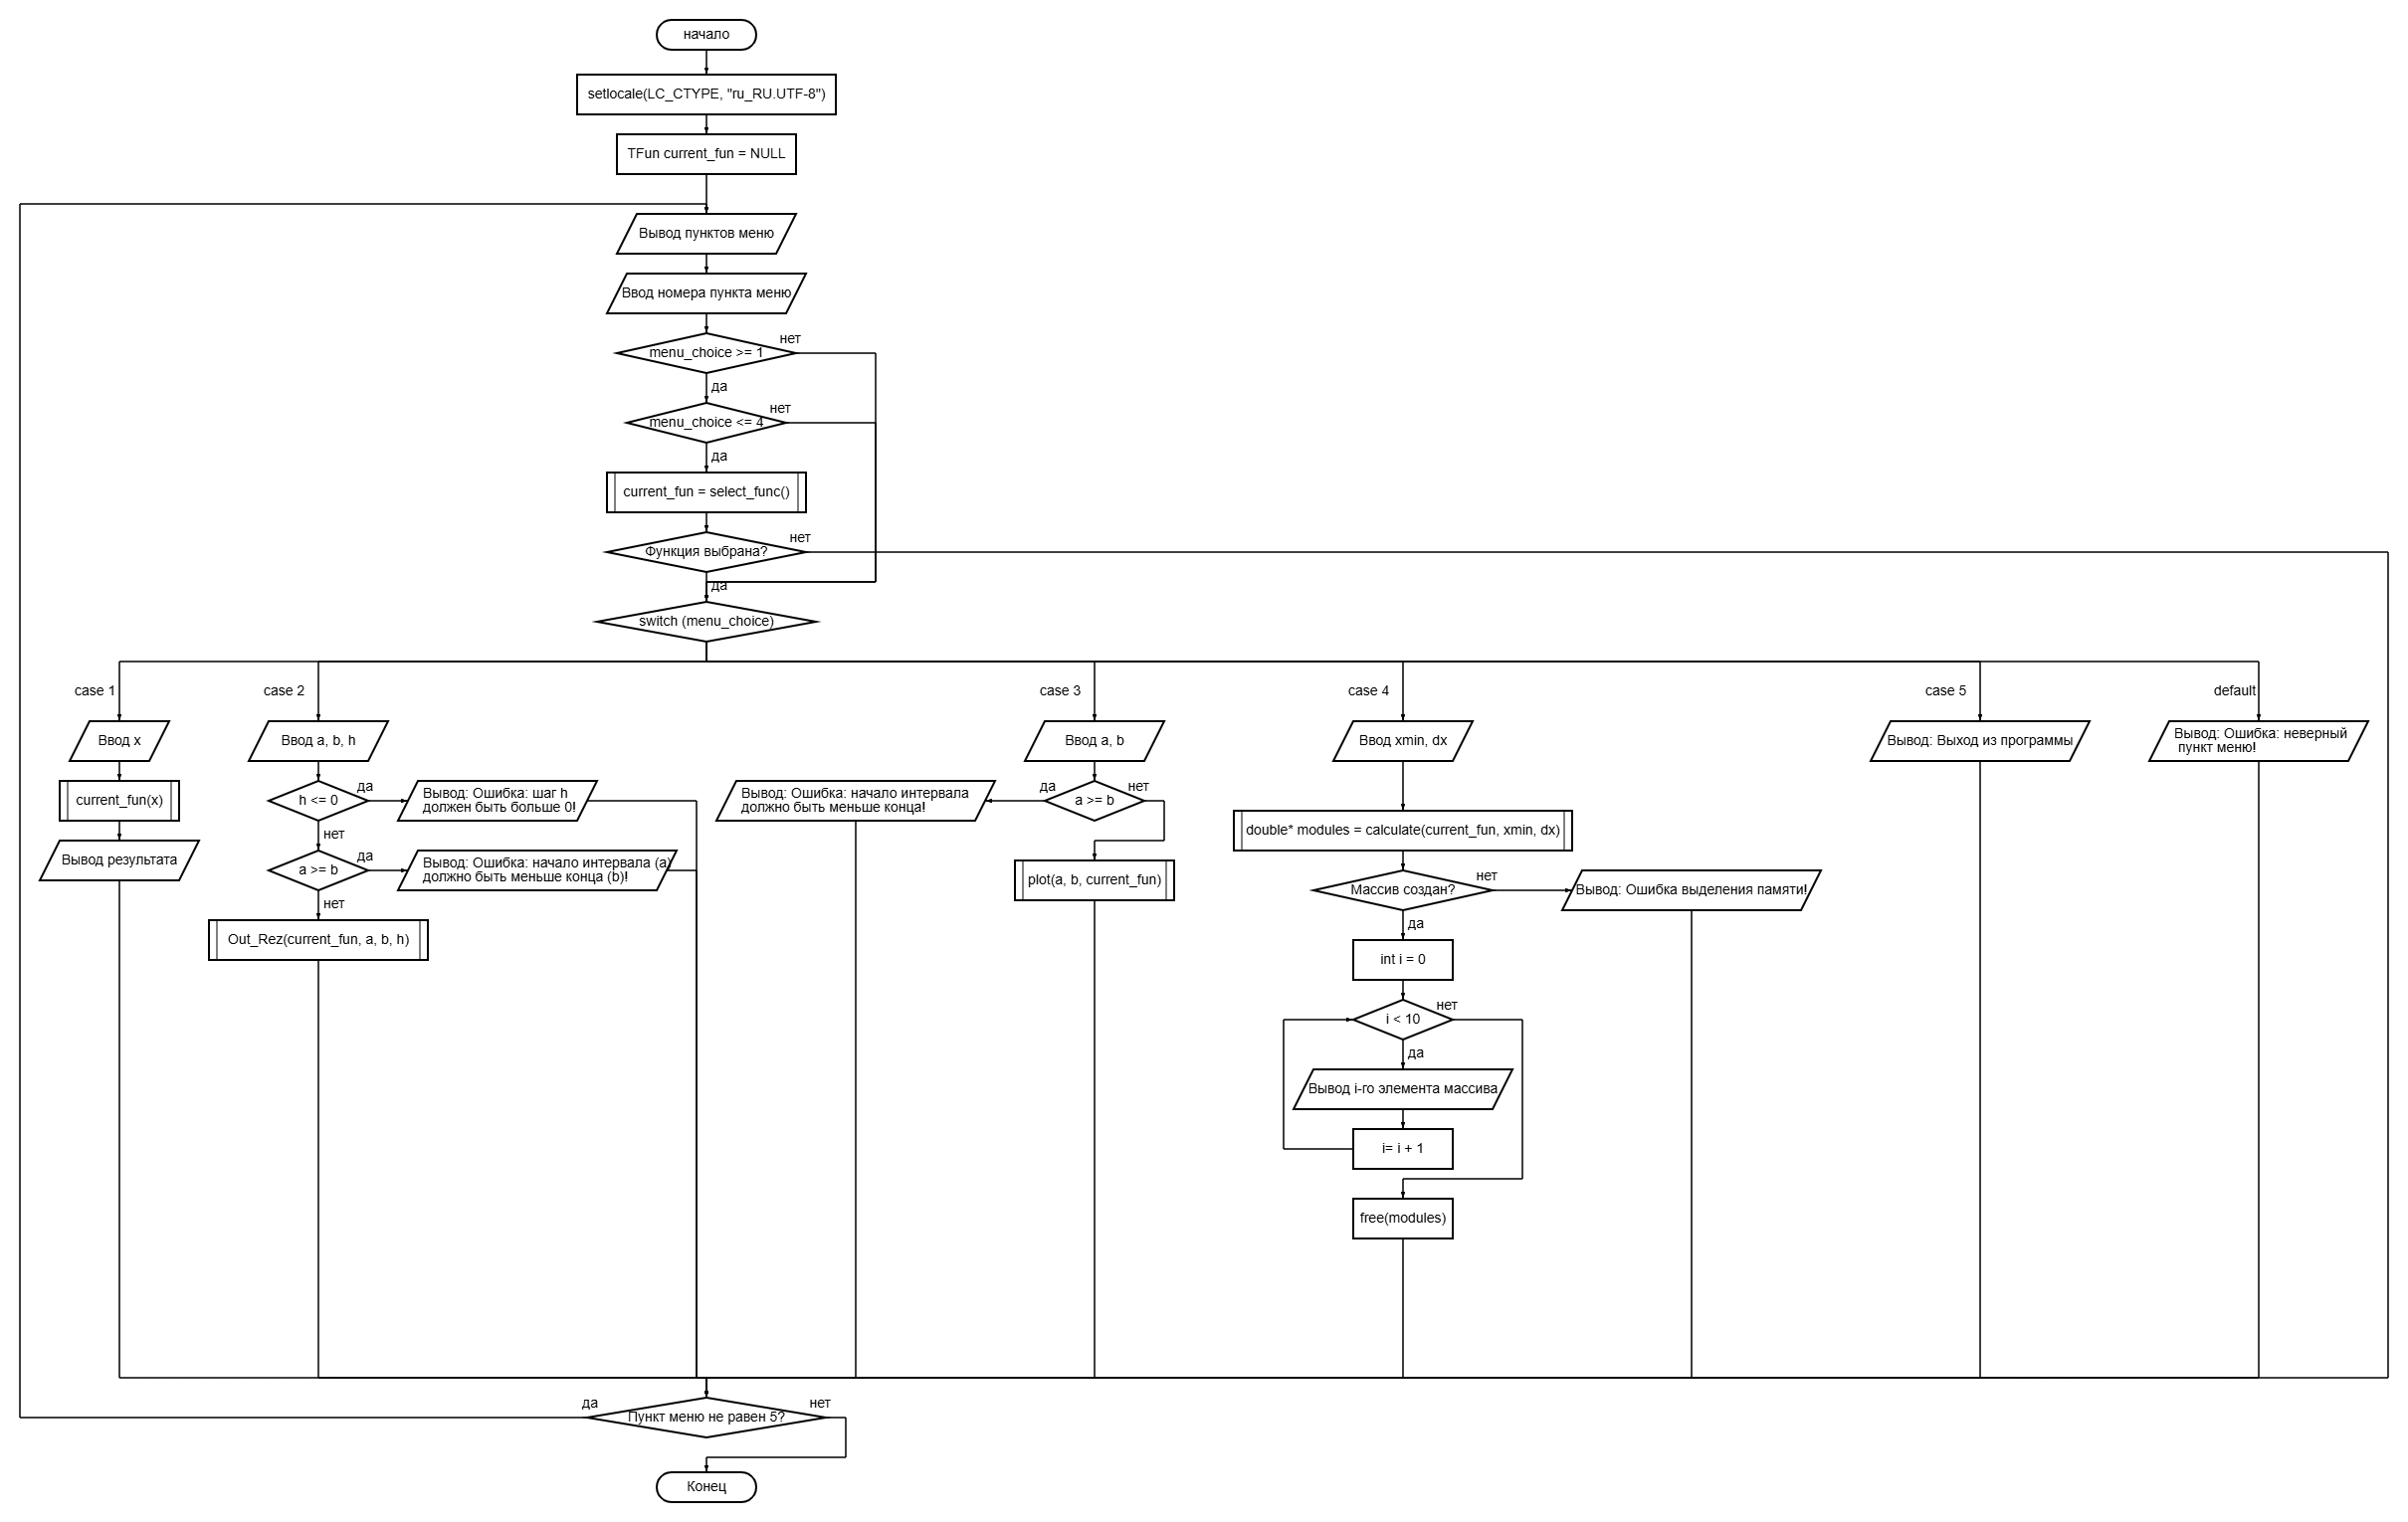 начало
setlocale(LC_CTYPE, "ru_RU.UTF-8")
TFun current_fun = NULL
Вывод пунктов меню
Ввод номера пункта меню
нет
menu_choice >= 1
да
нет
menu_choice <= 4
да
current_fun = select_func()
нет
Функция выбрана?
да
switch (menu_choice)
case 1
Ввод x
current_fun(x)
Вывод результата
case 2
Ввод a, b, h
да
h <= 0
Вывод: Ошибка: шаг h
должен быть больше 0!
нет
да
a >= b
Вывод: Ошибка: начало интервала (a)
должно быть меньше конца (b)!
нет
Out_Rez(current_fun, a, b, h)
case 3
Ввод a, b
да
нет
a >= b
Вывод: Ошибка: начало интервала
должно быть меньше конца!
plot(a, b, current_fun)
case 4
Ввод xmin, dx
double* modules = calculate(current_fun, xmin, dx)
нет
Массив создан?
Вывод: Ошибка выделения памяти!
да
int i = 0
нет
i < 10
да
Вывод i-го элемента массива
i= i + 1
free(modules)
case 5
Вывод: Выход из программы
default
Вывод: Ошибка: неверный
пункт меню!
да
нет
Пункт меню не равен 5?
Конец